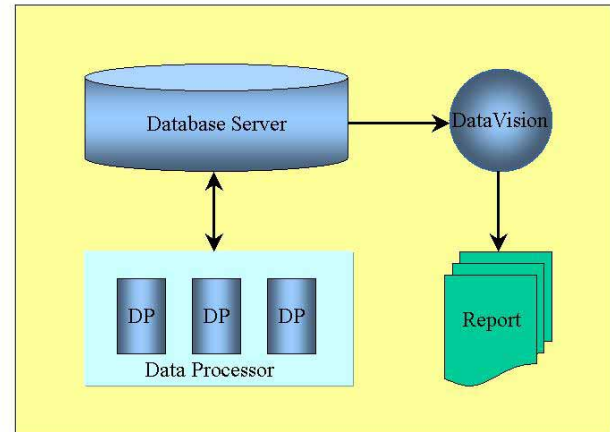 Database Server
DataVision
DP DP DP
Data Processor
Report